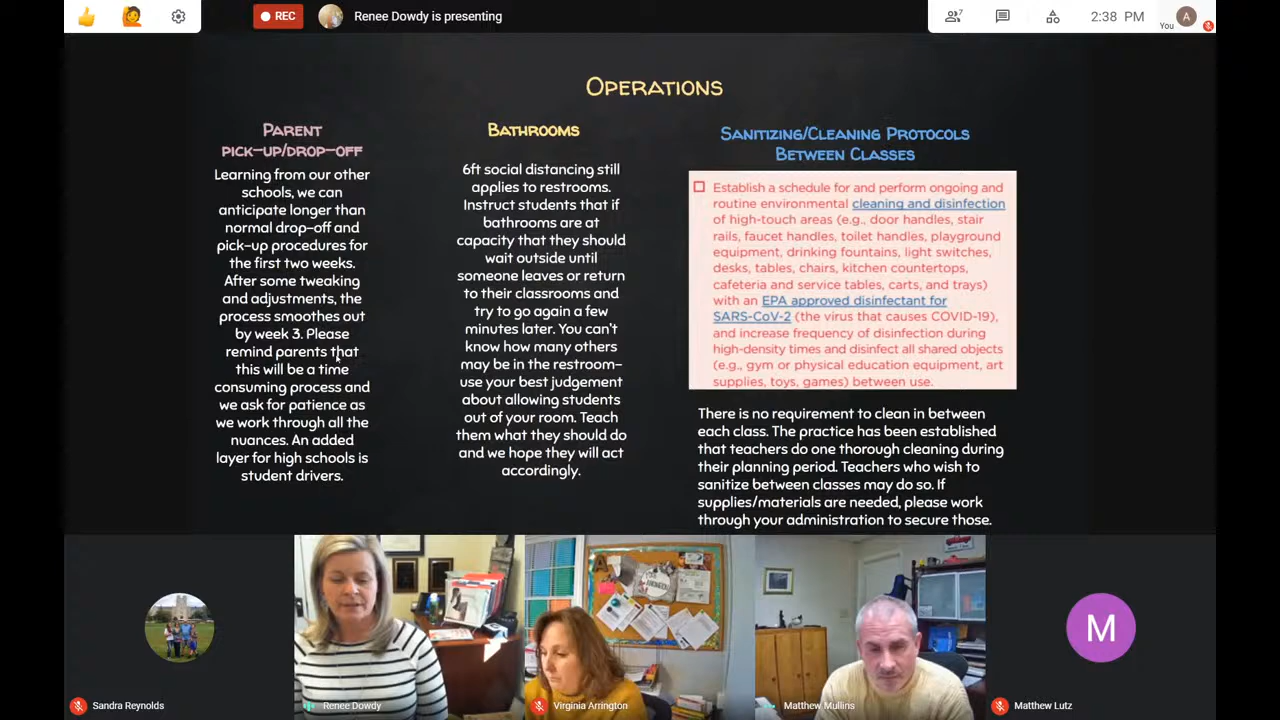 REC
Renee Dowdy is presenting
7
2:38 PM
You
A
Operations
Parent
Pick-up/Drop-off
Learning from our other
schools, we can
anticipate longer than
normal drop-off and
pick-up procedures for
the first two weeks.
After some tweaking
and adjustments, the
process smoothes out
by week 3. Please
remind parents that
this will be a time
consuming process and
we ask for patience as
we work through all the
nuances. An added
layer for high schools is
student drivers.
Bathrooms
6ft social distancing still
applies to restrooms.
Instruct students that if
bathrooms are at
capacity that they should
wait outside until
someone leaves or return
to their classrooms and
try to go again a few
minutes later. You can't
know how many others
may be in the restroom–
use your best judgement
about allowing students
out of your room. Teach
them what they should do
and we hope they will act
accordingly.
Sanitizing/Cleaning Protocols
Between Classes
Establish a schedule for and perform ongoing and
routine environmental cleaning and disinfection
of high-touch areas (e.g., door handles, stair
rails, faucet handles, toilet handles, playground
equipment, drinking fountains, light switches,
desks, tables, chairs, kitchen countertops,
cafeteria and service tables, carts, and trays)
with an EPA approved disinfectant for
SARS-CoV-2 (the virus that causes COVID-19),
and increase frequency of disinfection during
high-density times and disinfect all shared objects
(e.g., gym or physical education equipment, art
supplies, toys, games) between use.
There is no requirement to clean in between
each class. The practice has been established
that teachers do one thorough cleaning during
their planning period. Teachers who wish to
sanitize between classes may do so. If
supplies/materials are needed, please work
through your administration to secure those.
M
Sandra Reynolds
Renee Dowdy
Virginia Arrington
Matthew Mullins
Matthew Lutz